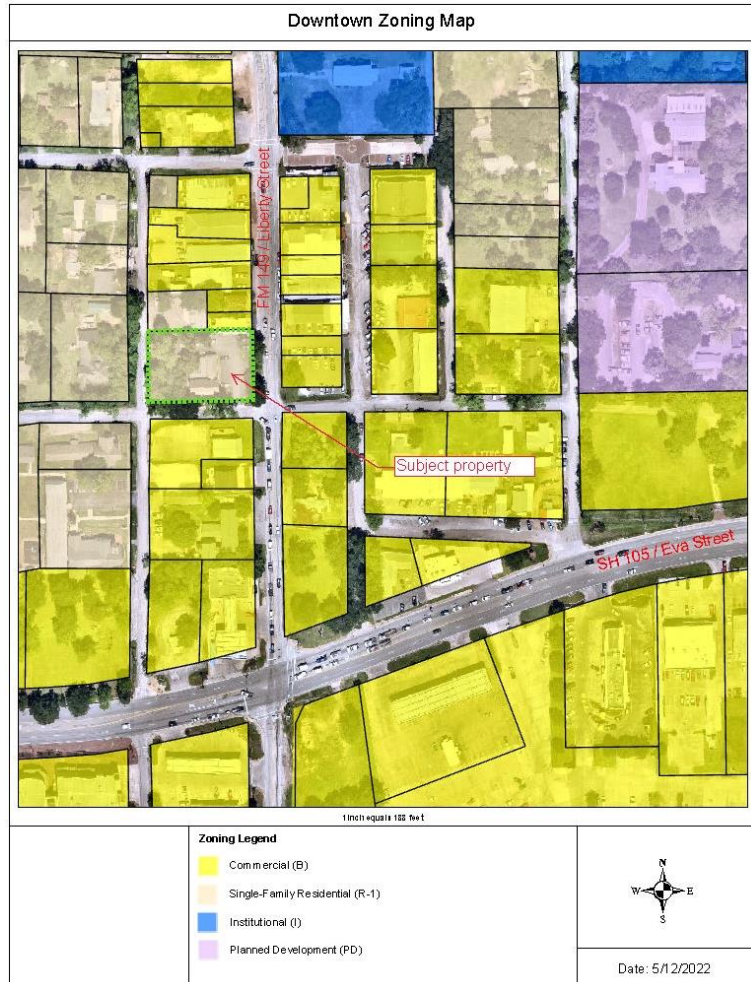 Downtown Zoning Map
FM 149 / Liberty Street
Subject property
SH 105 / Eva Street
1 inch equals 188 feet
Zoning Legend
Commercial (B)
Single-Family Residential (R-1)
Institutional (I)
Planned Development (PD)
N
W E
S
Date: 5/12/2022